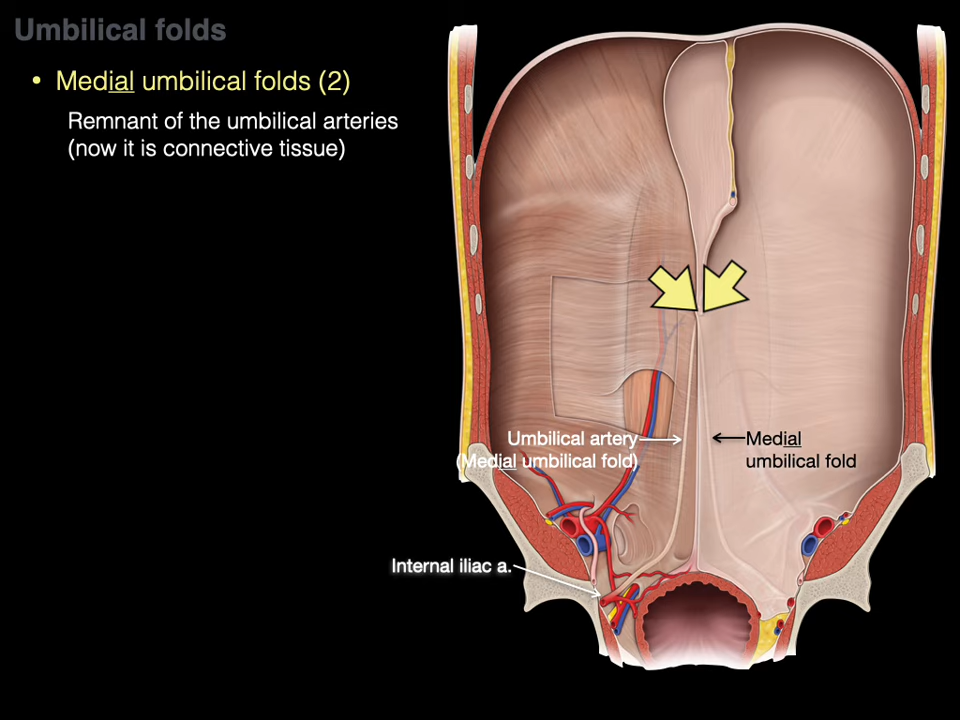 Umbilical folds
• Medial umbilical folds (2)
Remnant of the umbilical arteries
(now it is connective tissue)
Umbilical artery
(Medial umbilical fold)
Medial
umbilical fold
Internal iliac a.